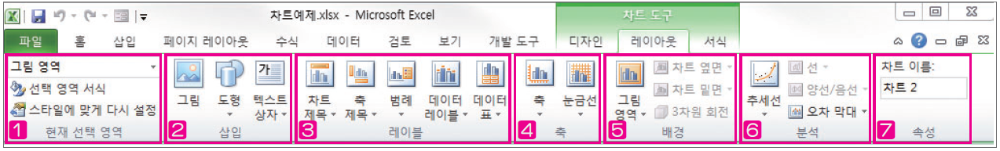 차트예제.xlsx - Microsoft Excel
차트 도구
파일 홈 삽입 페이지 레이아웃 수식 데이터 검토 보기 개발 도구 디자인 레이아웃 서식
그림 영역
선택 영역 서식
스타일에 맞게 다시 설정
1 현재 선택 영역
그림
도형
텍스트
상자
2 삽입
차트
제목
축
제목
범례
데이터
레이블
데이터
표
3 레이블
축
눈금선
4 축
그림
영역
차트 옆면
차트 밑면
3차원 회전
5 배경
추세선
선
양선/음선
오차 막대
6 분석
차트 이름:
차트 2
7 속성